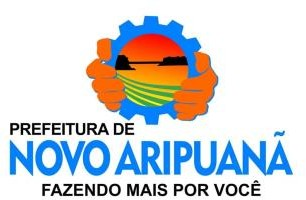 PREFEITURA DE
NOVO ARIPUANÃ
FAZENDO MAIS POR VOCÊ